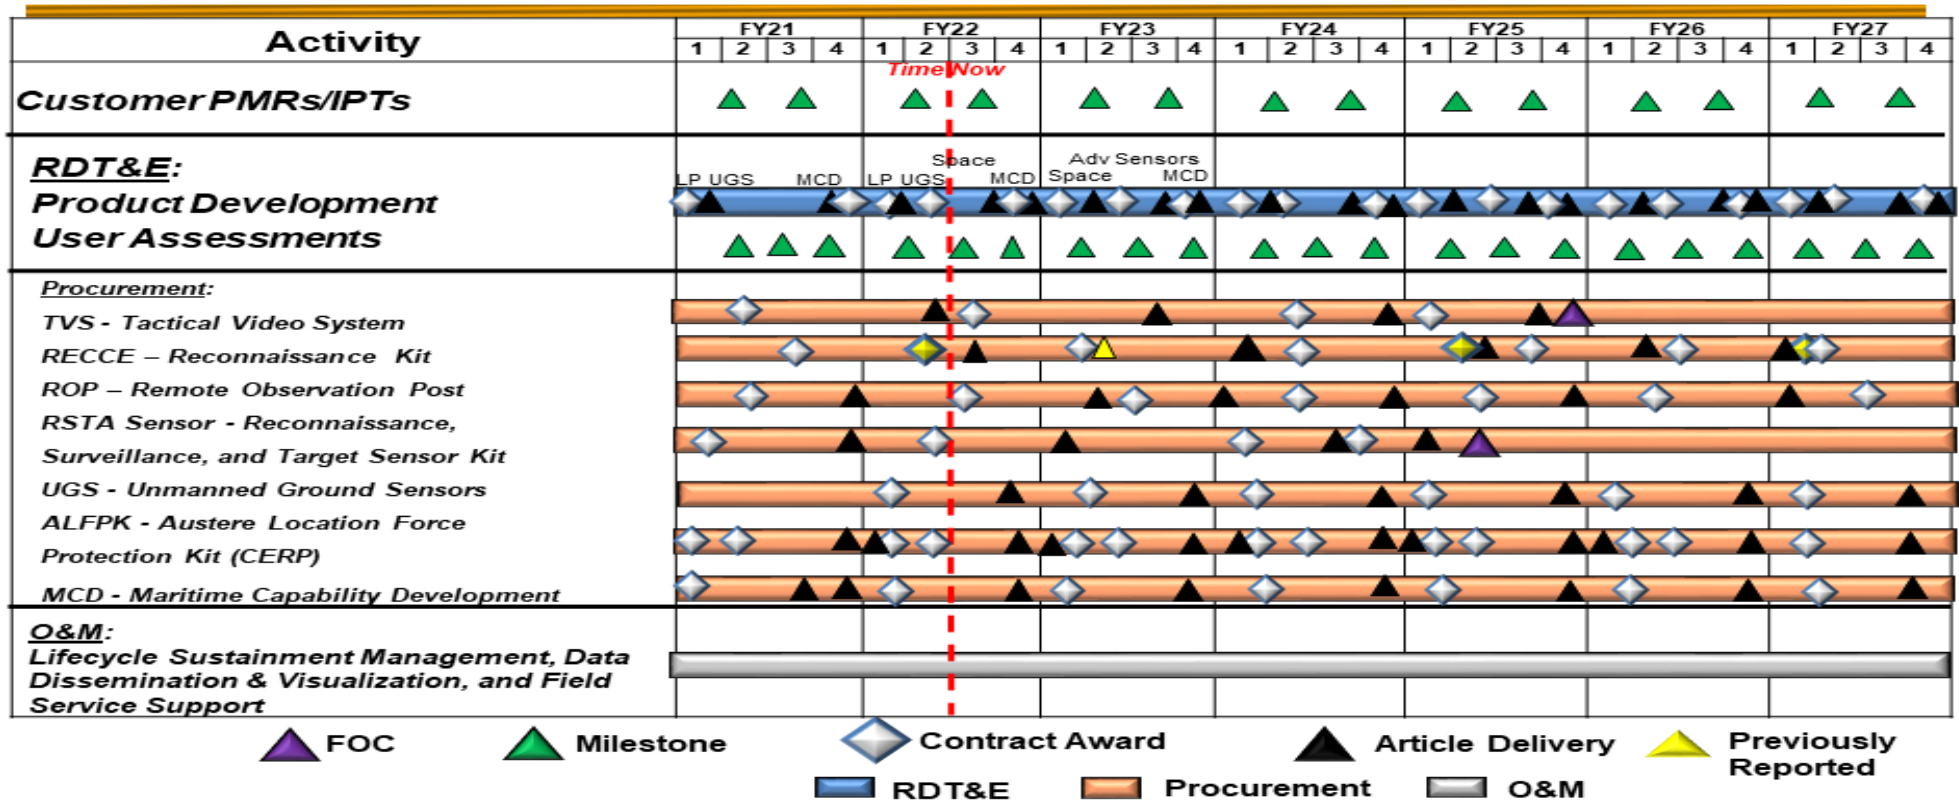 Activity
FY21 FY22 FY23 FY24 FY25 FY26 FY27
1 2 3 4 1 2 3 4 1 2 3 4 1 2 3 4 1 2 3 4 1 2 3 4 1 2 3 4
Time Now
Customer PMRs/IPTs
RDT&E:
Product Development
User Assessments
Space Adv Sensors
LP UGS MCD LP UGS MCD Space MCD
Procurement:
TVS - Tactical Video System
RECCE – Reconnaissance Kit
ROP – Remote Observation Post
RSTA Sensor - Reconnaissance,
Surveillance, and Target Sensor Kit
UGS - Unmanned Ground Sensors
ALFPK - Austere Location Force
Protection Kit (CERP)
MCD - Maritime Capability Development
O&M:
Lifecycle Sustainment Management, Data
Dissemination & Visualization, and Field
Service Support
FOC Milestone Contract Award Article Delivery Previously
Reported
RDT&E Procurement O&M